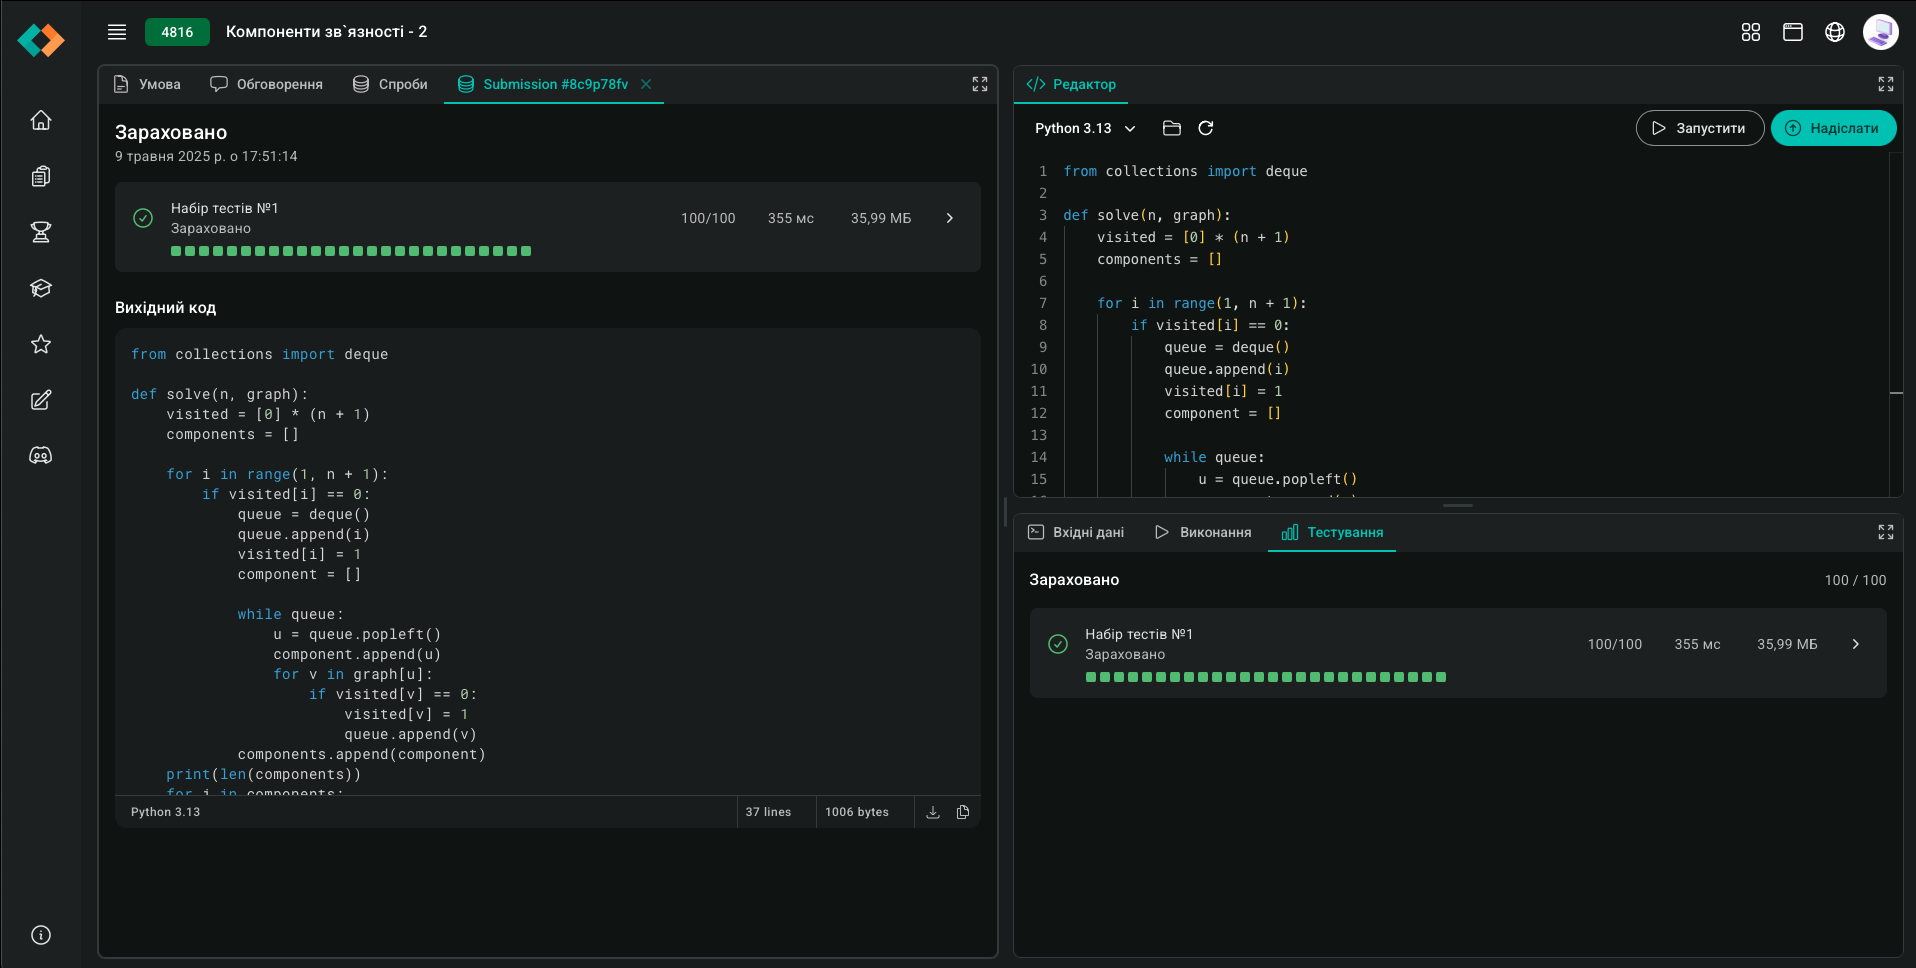 4816
Компоненти зв`язності - 2
Умова
Обговорення
Спроби
Submission #8c9p78fv
Зараховано
9 травня 2025 р. о 17:51:14
Набір тестів №1
Зараховано
100/100
355 мс
35,99 МБ
Вихідний код
from collections import deque
def solve(n, graph):
    visited = [0] * (n + 1)
    components = []
    for i in range(1, n + 1):
        if visited[i] == 0:
            queue = deque()
            queue.append(i)
            visited[i] = 1
            component = []
            while queue:
                u = queue.popleft()
                component.append(u)
                for v in graph[u]:
                    if visited[v] == 0:
                        visited[v] = 1
                        queue.append(v)
            components.append(component)
    print(len(components))
    for i in components:
Python 3.13
37 lines
1006 bytes
Редактор
Python 3.13
Запустити
Надіслати
1 from collections import deque
2
3 def solve(n, graph):
4     visited = [0] * (n + 1)
5     components = []
6
7     for i in range(1, n + 1):
8         if visited[i] == 0:
9             queue = deque()
10             queue.append(i)
11             visited[i] = 1
12             component = []
13
14             while queue:
15                 u = queue.popleft()
Вхідні дані
Виконання
Тестування
Зараховано
100 / 100
Набір тестів №1
Зараховано
100/100
355 мс
35,99 МБ